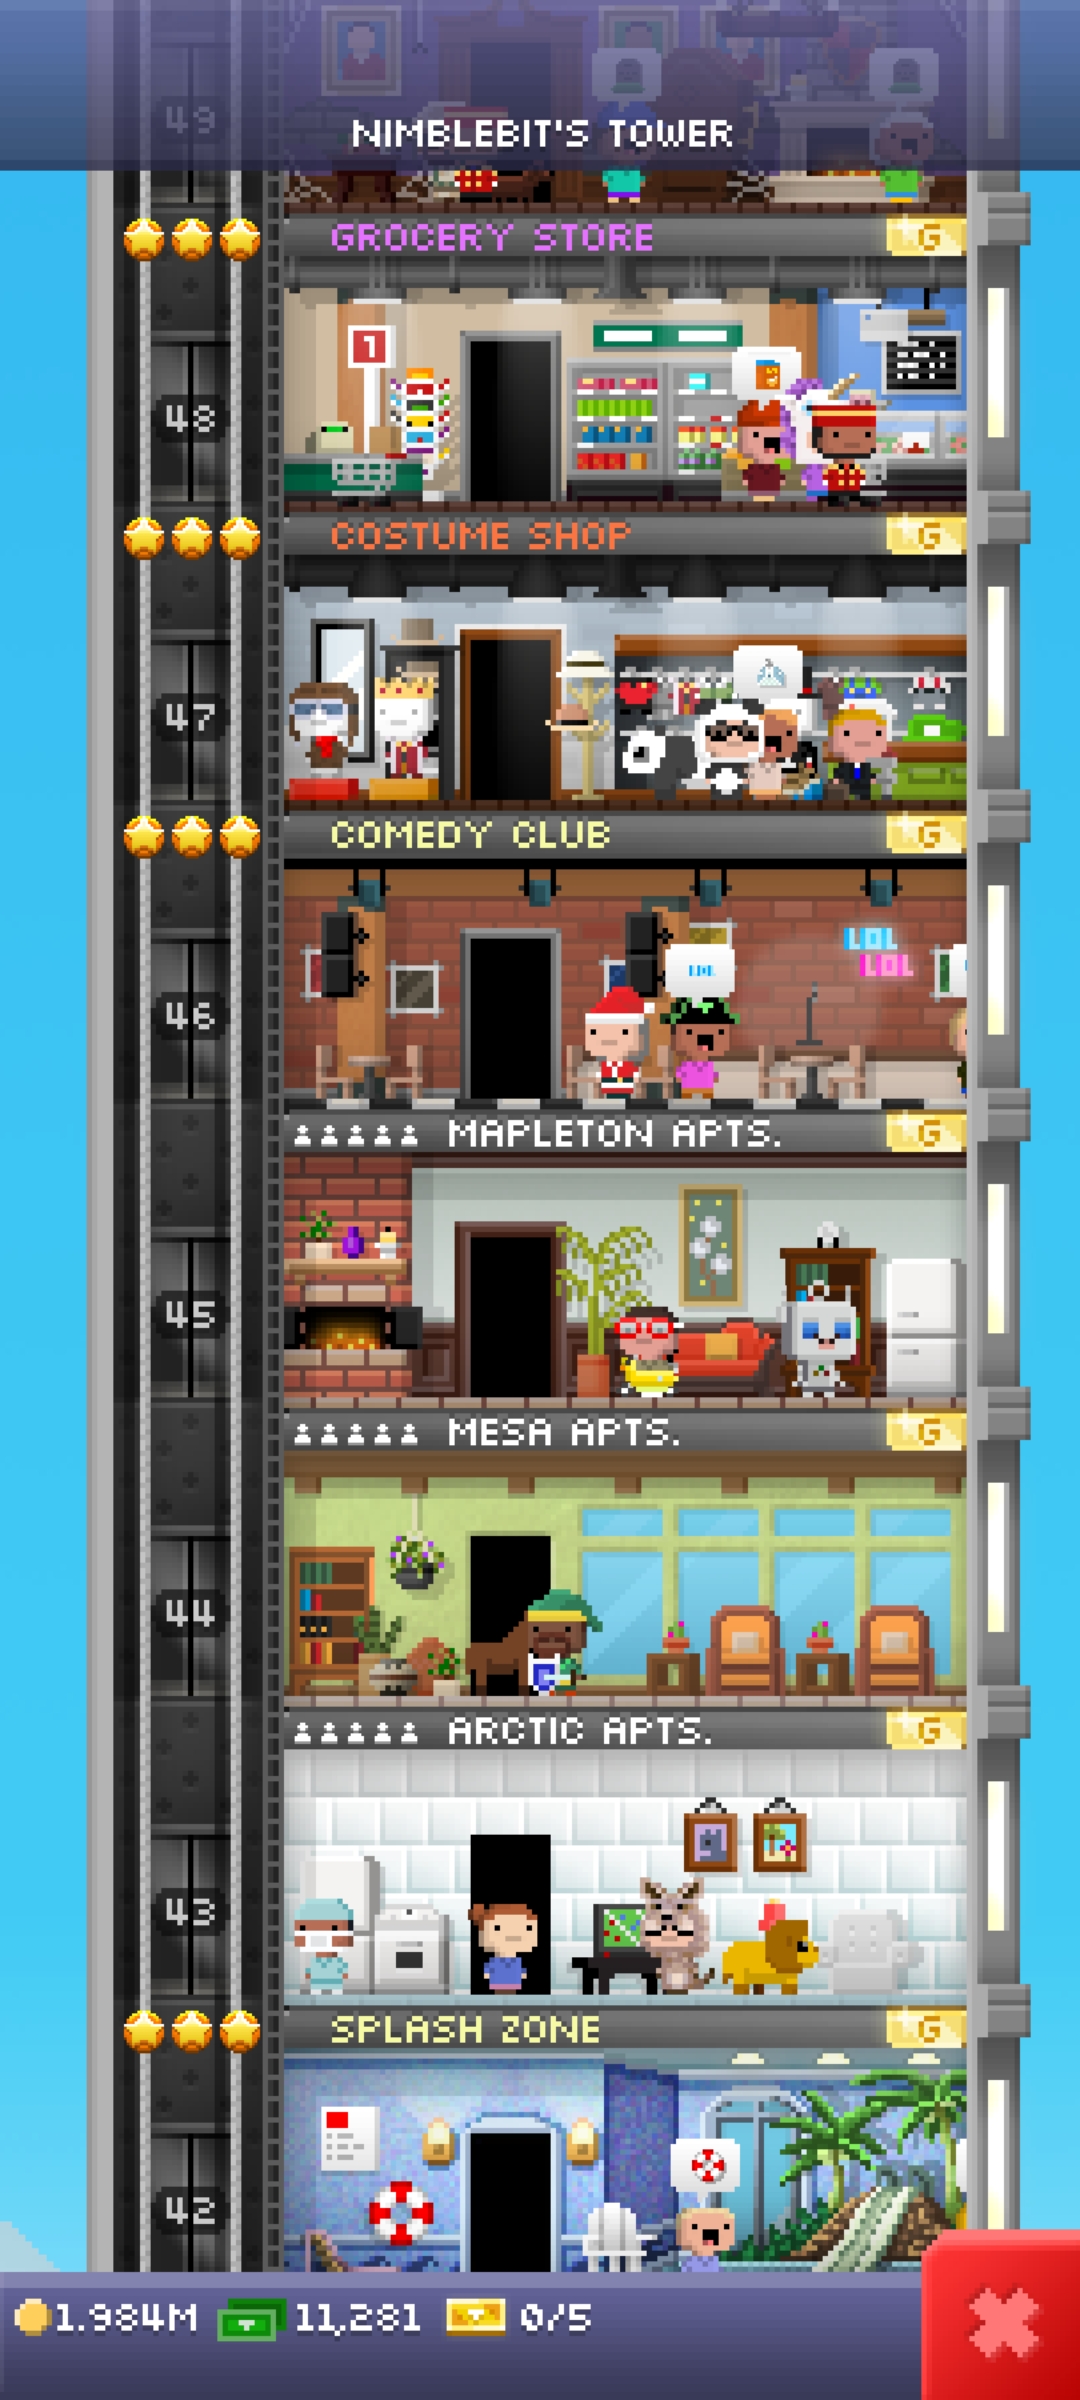 49
NIMBLEBIT'S TOWER
GROCERY STORE G
1
48
COSTUME SHOP G
47
COMEDY CLUB G
LOL
LOL
LOL
46
MAPLETON APTS. G
45
MESA APTS. G
44
ARCTIC APTS. G
43
SPLASH ZONE G
42
1.984M 11,281 0/5